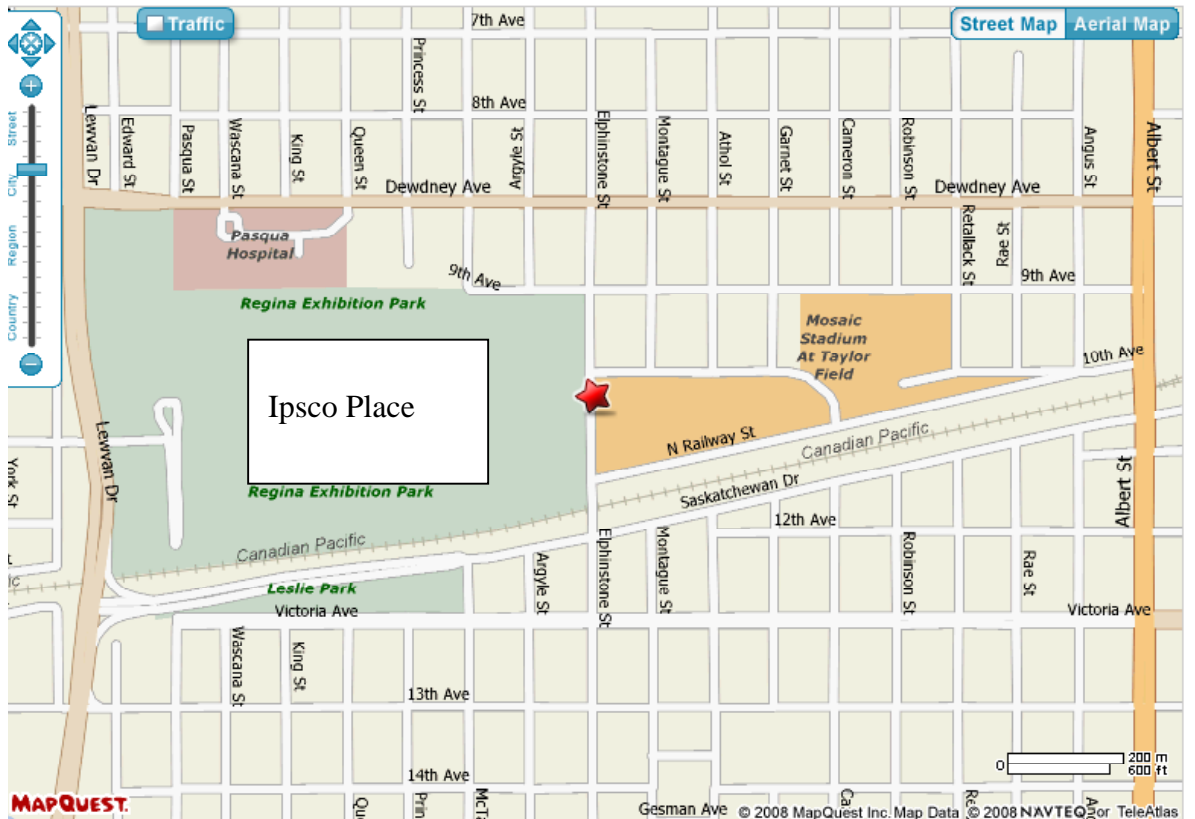 Traffic
7th Ave
Street Map
Aerial Map
Princess St
8th Ave
Street
City
Region
Country
Lewvan Dr
Edward St
Pasqua St
Wascana St
King St
Queen St
Argyle St
Elphinstone St
Montague St
Athol St
Garnet St
Cameron St
Robinson St
Angus St
Albert St
Dewdney Ave
Dewdney Ave
Pasqua
Hospital
Retallack St
Rae St
9th Ave
9th Ave
Regina Exhibition Park
Mosaic
Stadium
At Taylor
Field
10th Ave
Ipsco Place
Lewvan Dr
N Railway St
Canadian Pacific
York St
Regina Exhibition Park
Saskatchewan Dr
Albert St
12th Ave
Canadian Pacific
Elphinstone St
Montague St
Argyle St
Robinson St
Rae St
Leslie Park
Victoria Ave
Victoria Ave
Wascana St
King St
13th Ave
14th Ave
0
200 m
600 ft
MAPQUEST.
Gesman Ave
© 2008 MapQuest Inc. Map Data © 2008 NAVTEQ or TeleAtlas